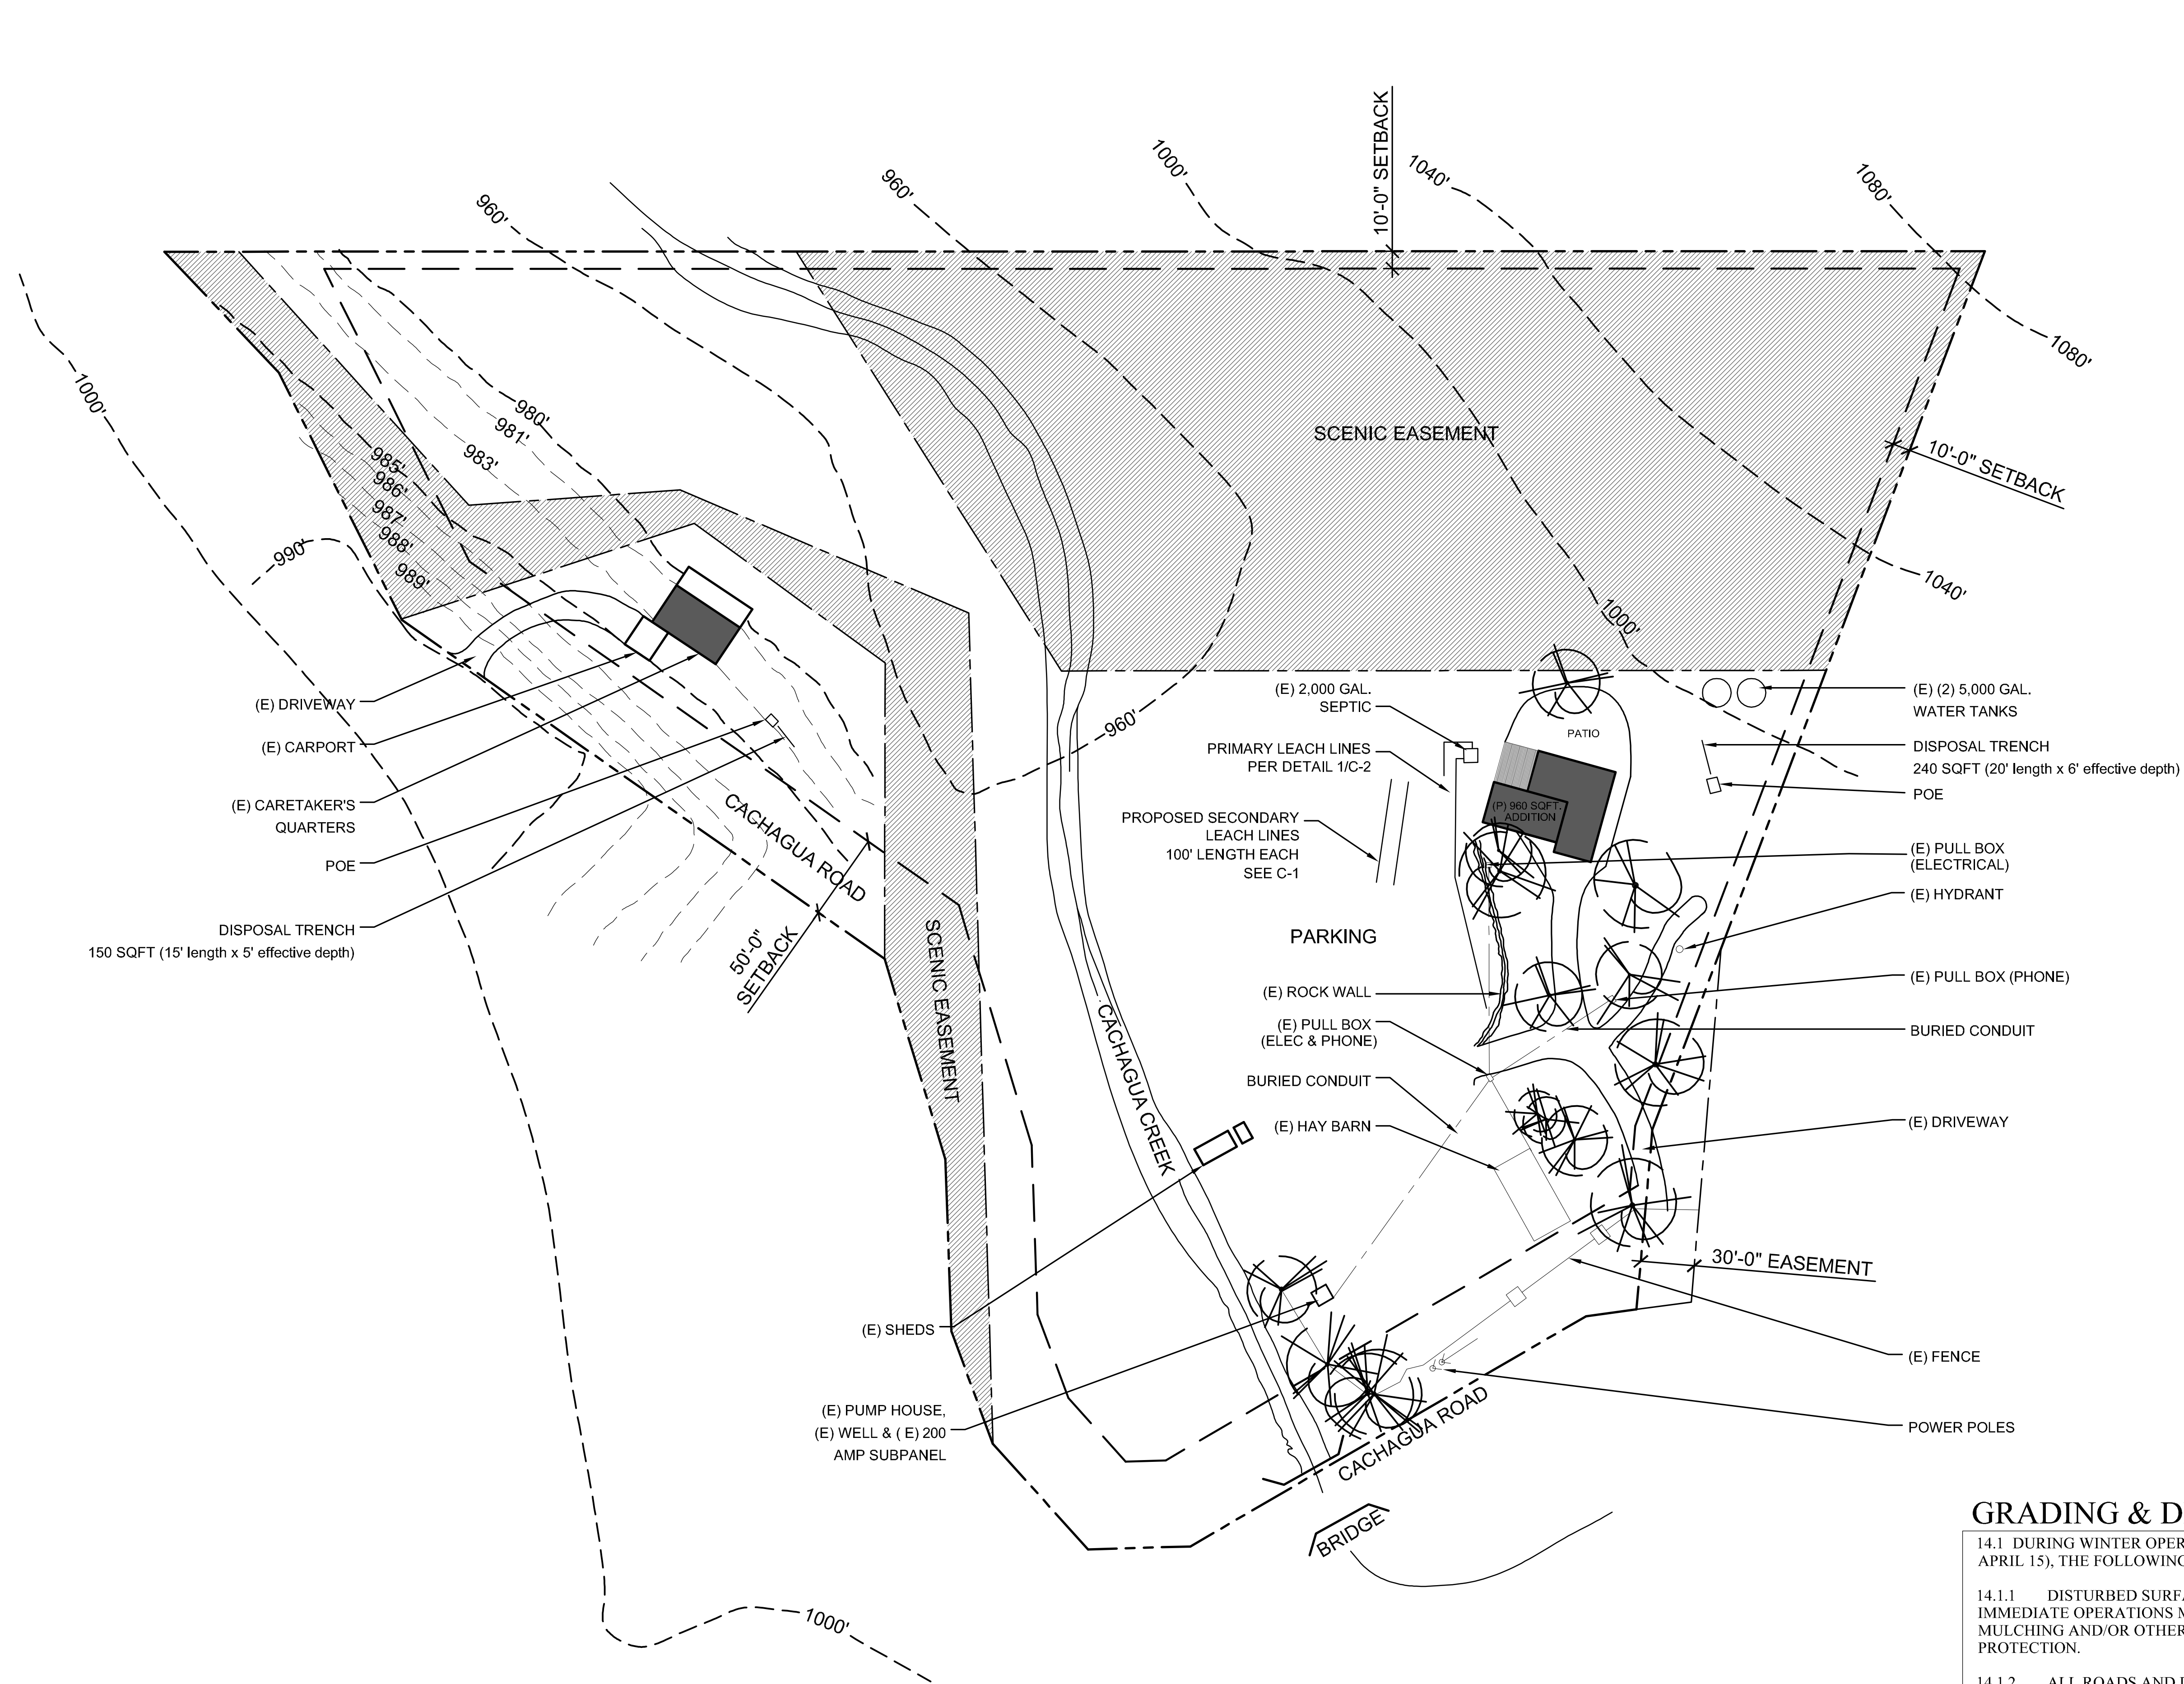 10'-0" SETBACK
1000'
1040'
1080'
960'
960'
1080'
1000'
980'
981'
983'
985'
986'
987'
988'
989'
990'
SCENIC EASEMENT
10'-0" SETBACK
1040'
1000'
960'
(E) DRIVEWAY
(E) CARPORT
(E) CARETAKER'S
QUARTERS
POE
DISPOSAL TRENCH
150 SQFT (15' length x 5' effective depth)
CACHAGUA ROAD
50'-0"
SETBACK
SCENIC EASEMENT
CACHAGUA CREEK
(E) 2,000 GAL.
SEPTIC
PRIMARY LEACH LINES
PER DETAIL 1/C-2
PROPOSED SECONDARY
LEACH LINES
100' LENGTH EACH
SEE C-1
PATIO
(P) 960 SQFT.
ADDITION
PARKING
(E) ROCK WALL
(E) PULL BOX
(ELEC & PHONE)
BURIED CONDUIT
(E) HAY BARN
(E) (2) 5,000 GAL.
WATER TANKS
DISPOSAL TRENCH
240 SQFT (20' length x 6' effective depth)
POE
(E) PULL BOX
(ELECTRICAL)
(E) HYDRANT
(E) PULL BOX (PHONE)
BURIED CONDUIT
(E) DRIVEWAY
30'-0" EASEMENT
(E) FENCE
POWER POLES
(E) SHEDS
(E) PUMP HOUSE,
(E) WELL & ( E) 200
AMP SUBPANEL
CACHAGUA ROAD
BRIDGE
1000'
GRADING & D
14.1 DURING WINTER OPER
APRIL 15), THE FOLLOWING
14.1.1 DISTURBED SURFA
IMMEDIATE OPERATIONS M
MULCHING AND/OR OTHER
PROTECTION.
14.1.2 ALL ROADS AND